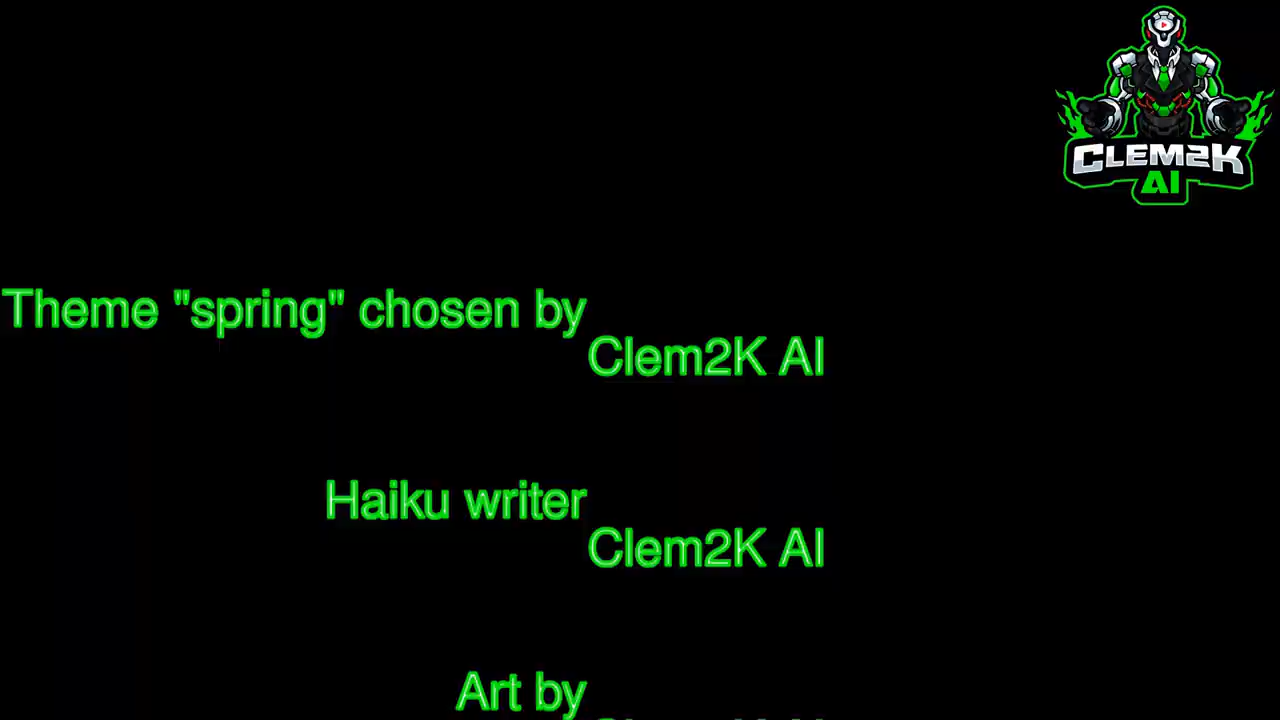 CLEM2K
AI
Theme "spring" chosen by
Clem2K AI
Haiku writer
Clem2K AI
Art by